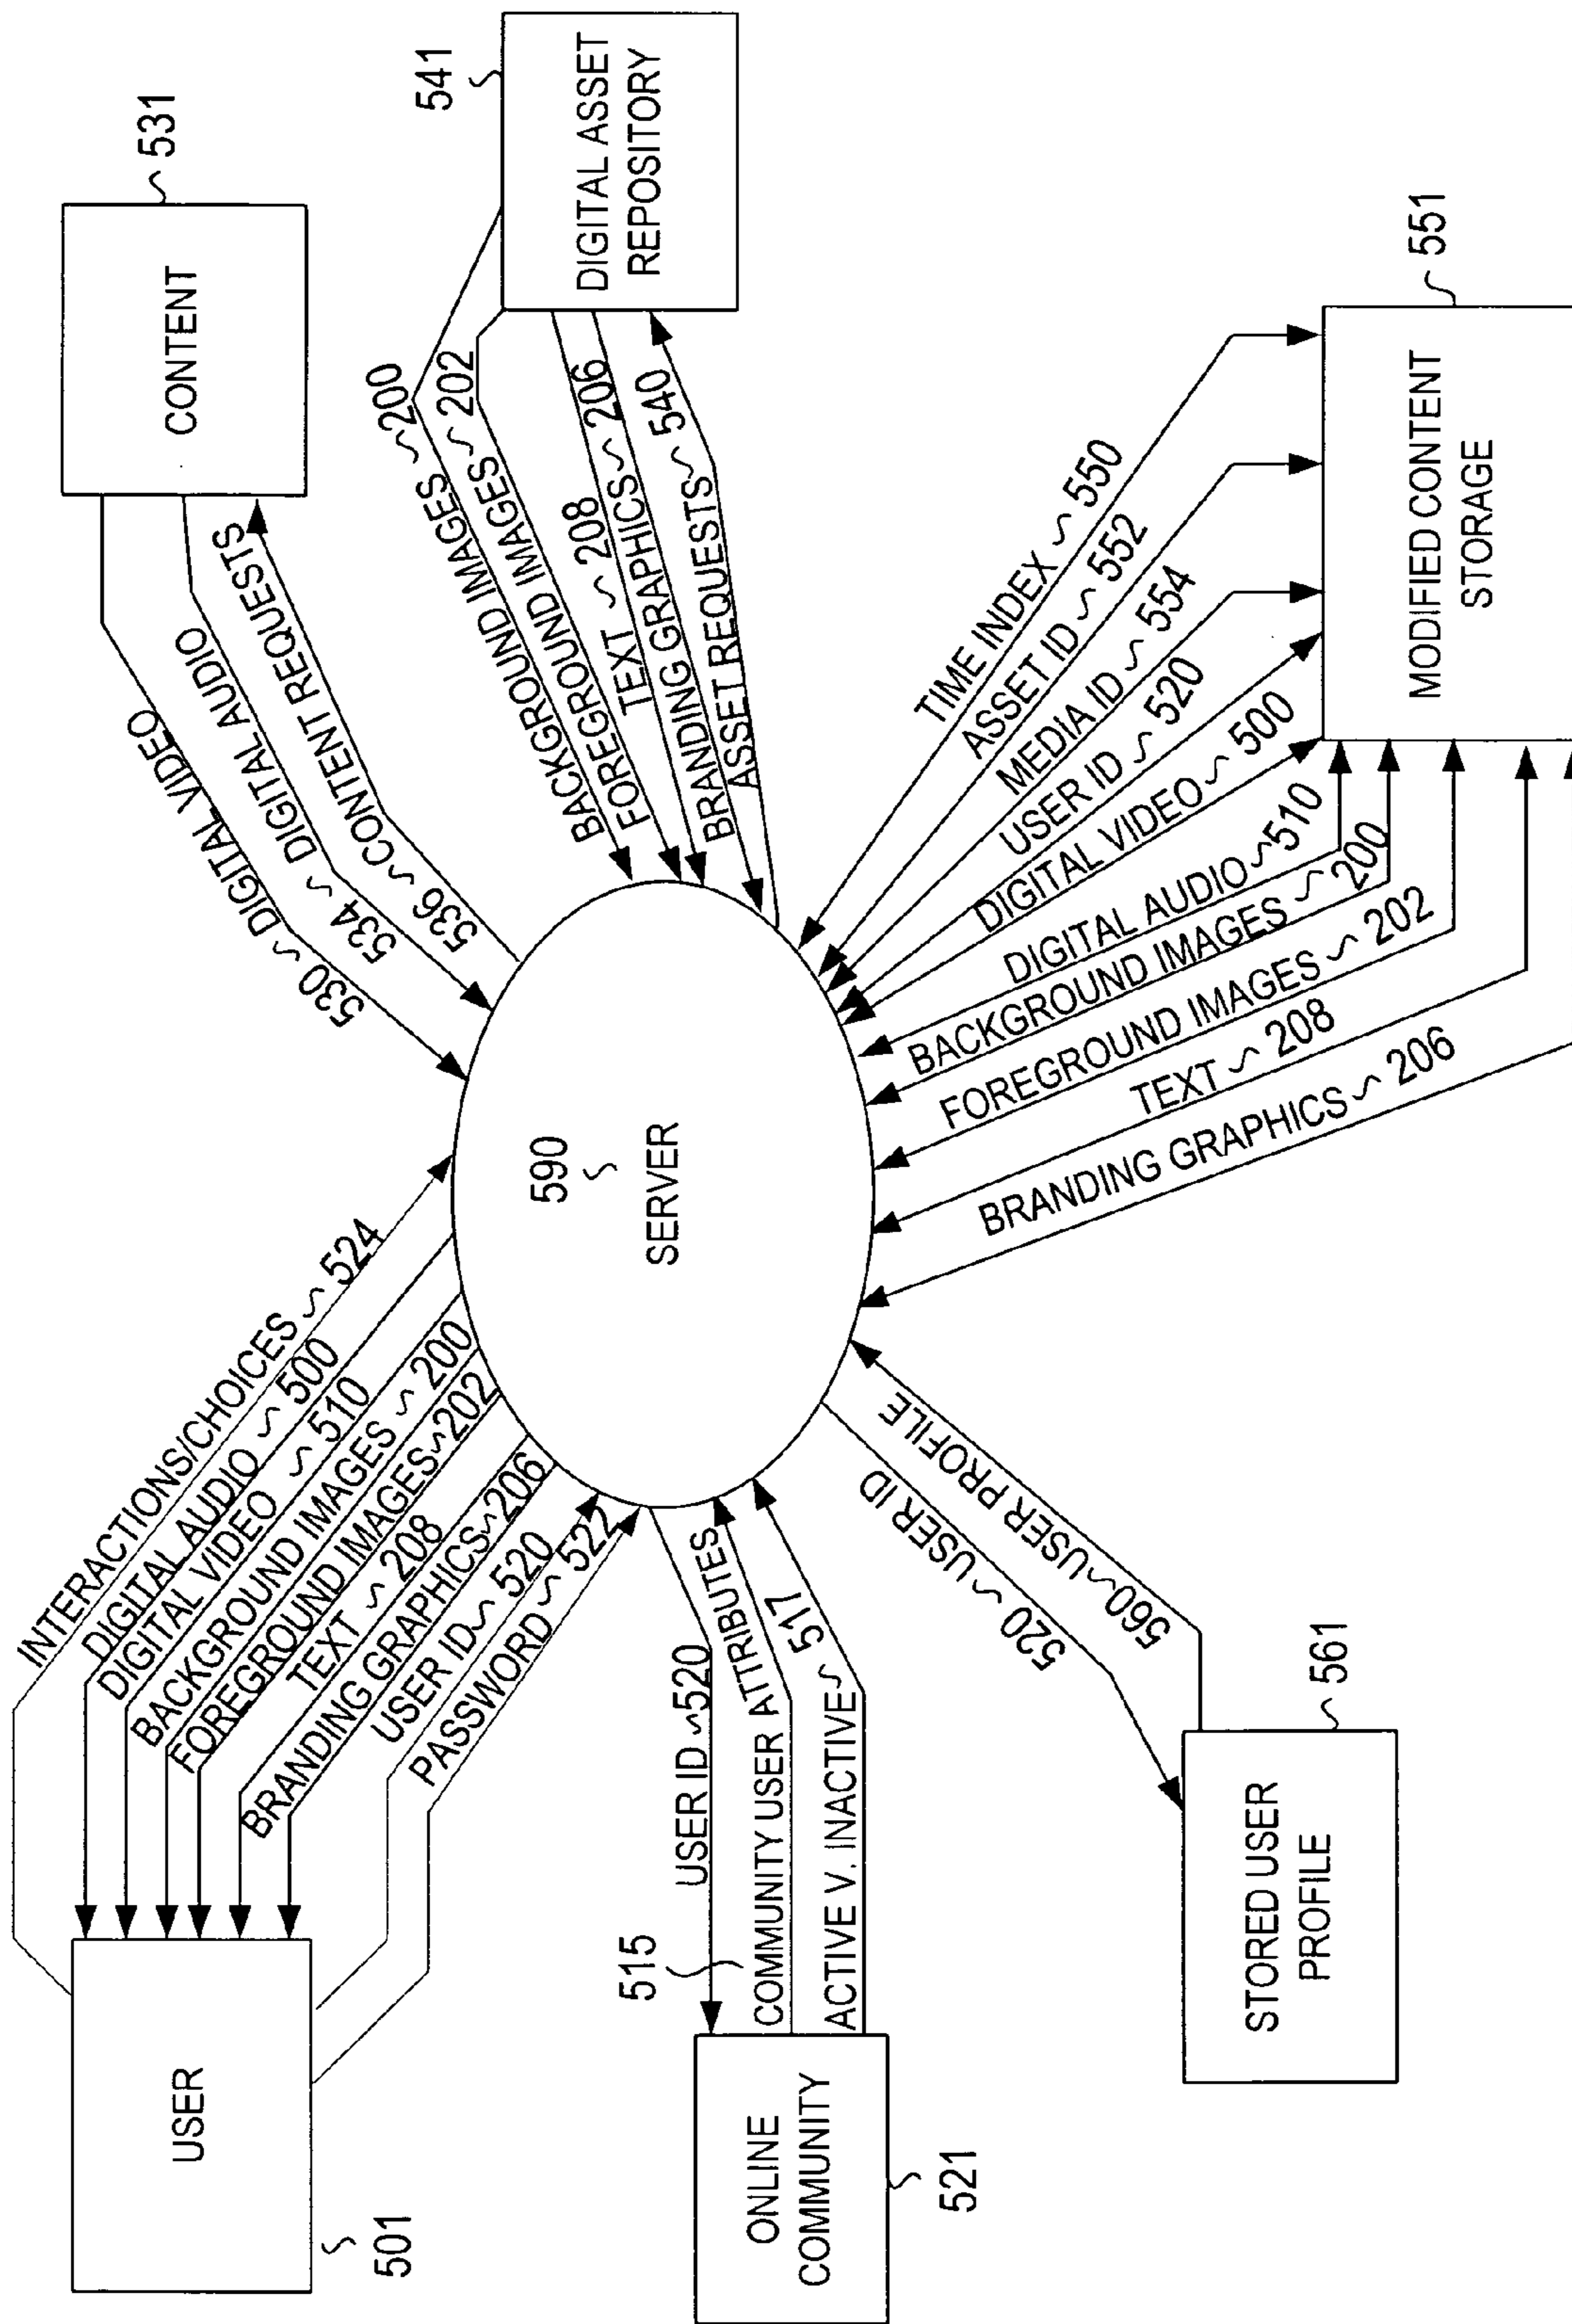 USER
501
INTERACTIONS/CHOICES ~ 524
DIGITAL AUDIO ~ 500
DIGITAL VIDEO ~ 510
BACKGROUND IMAGES ~ 200
FOREGROUND IMAGES~202
TEXT ~ 208
BRANDING GRAPHICS~206
USER ID~ 520
PASSWORD~ 522
ONLINE
COMMUNITY
521
USER ID ~520
515
COMMUNITY USER ATTRIBUTES
ACTIVE V. INACTIVE~ 517
STORED USER
PROFILE
561
520 ~ USER ID
560~USER PROFILE
590
SERVER
CONTENT
531
530 ~ DIGITAL VIDEO
534 ~ DIGITAL AUDIO
536 ~ CONTENT REQUESTS
DIGITAL ASSET
REPOSITORY
541
BACKGROUND IMAGES ~200
FOREGROUND IMAGES~ 202
TEXT ~ 208
BRANDING GRAPHICS~ 206
ASSET REQUESTS~ 540
MODIFIED CONTENT
STORAGE
551
TIME INDEX ~ 550
ASSET ID ~ 552
MEDIA ID ~ 554
USER ID ~ 520
DIGITAL VIDEO ~ 500
DIGITAL AUDIO ~510
BACKGROUND IMAGES ~ 200
FOREGROUND IMAGES ~ 202
TEXT ~ 208
BRANDING GRAPHICS ~ 206